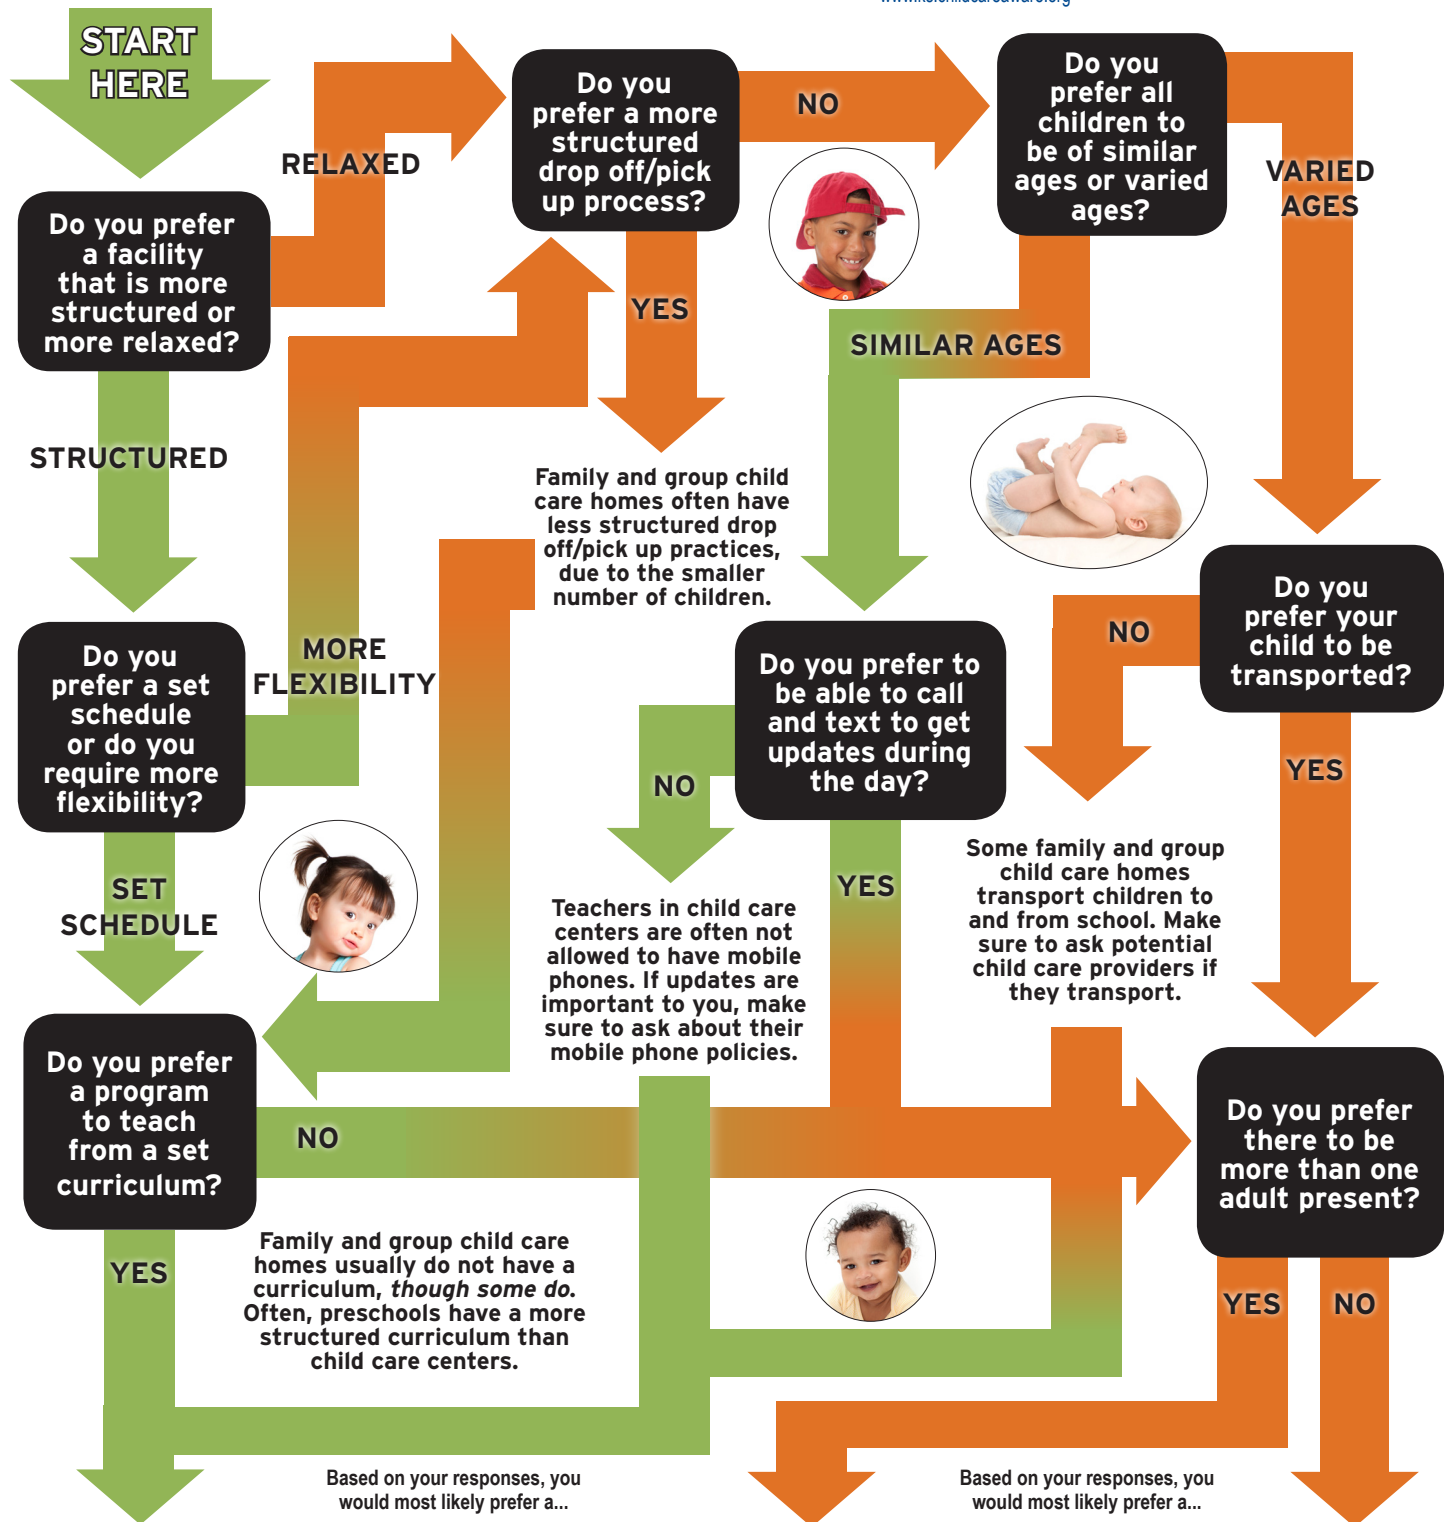 www.ks.childcareaware.org
START
HERE
Do you prefer
a facility
that is more
structured or
more relaxed?
RELAXED
STRUCTURED
Do you
prefer a more
structured
drop off/pick
up process?
NO
YES
Do you
prefer all
children to
be of similar
ages or varied
ages?
VARIED
AGES
SIMILAR AGES
Family and group child
care homes often have
less structured drop
off/pick up practices,
due to the smaller
number of children.
Do you
prefer a set
schedule
or do you
require more
flexibility?
MORE
FLEXIBILITY
SET
SCHEDULE
Do you prefer to
be able to call
and text to get
updates during
the day?
NO
YES
Do you
prefer your
child to be
transported?
NO
YES
Teachers in child care
centers are often not
allowed to have mobile
phones. If updates are
important to you, make
sure to ask about their
mobile phone policies.
Some family and group
child care homes
transport children to
and from school. Make
sure to ask potential
child care providers if
they transport.
Do you prefer
a program
to teach
from a set
curriculum?
NO
YES
Family and group child care
homes usually do not have a
curriculum, though some do.
Often, preschools have a more
structured curriculum than
child care centers.
Do you prefer
there to be
more than one
adult present?
YES
NO
Based on your responses, you
would most likely prefer a...
Based on your responses, you
would most likely prefer a...